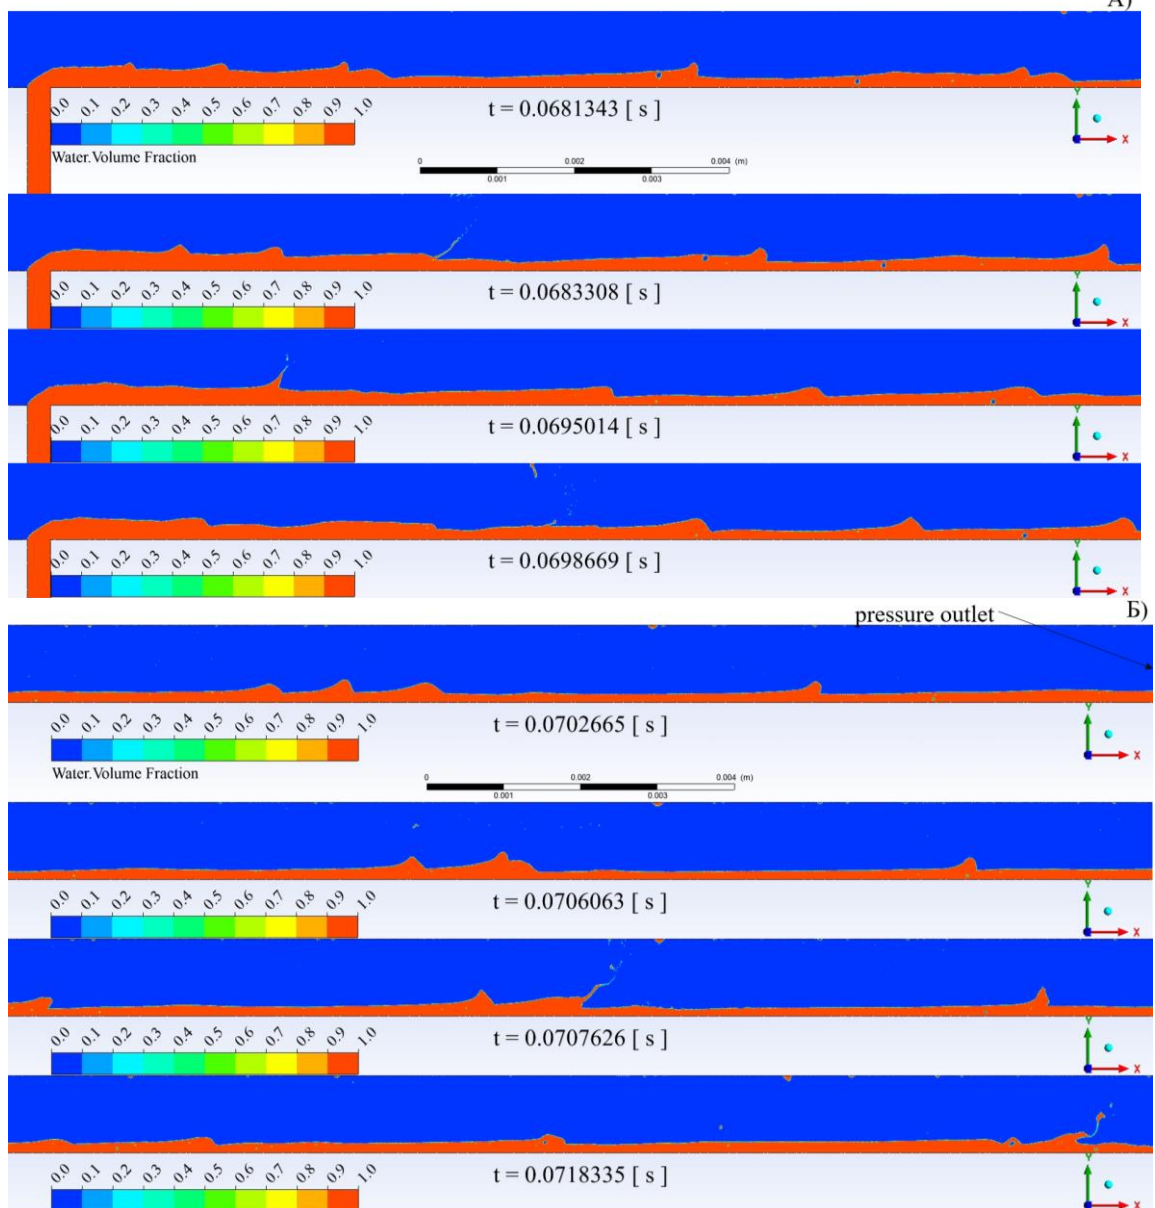 А)
0.0 0.1 0.2 0.3 0.4 0.5 0.6 0.7 0.8 0.9 1.0
t = 0.0681343 [ s ]
Y
X
Water.Volume Fraction
0 0.002 0.004 (m)
0.001 0.003
0.0 0.1 0.2 0.3 0.4 0.5 0.6 0.7 0.8 0.9 1.0
t = 0.0683308 [ s ]
Y
X
0.0 0.1 0.2 0.3 0.4 0.5 0.6 0.7 0.8 0.9 1.0
t = 0.0695014 [ s ]
Y
X
0.0 0.1 0.2 0.3 0.4 0.5 0.6 0.7 0.8 0.9 1.0
t = 0.0698669 [ s ]
Y
X
Б)
pressure outlet
0.0 0.1 0.2 0.3 0.4 0.5 0.6 0.7 0.8 0.9 1.0
t = 0.0702665 [ s ]
Y
X
Water.Volume Fraction
0 0.002 0.004 (m)
0.001 0.003
0.0 0.1 0.2 0.3 0.4 0.5 0.6 0.7 0.8 0.9 1.0
t = 0.0706063 [ s ]
Y
X
0.0 0.1 0.2 0.3 0.4 0.5 0.6 0.7 0.8 0.9 1.0
t = 0.0707626 [ s ]
Y
X
0.0 0.1 0.2 0.3 0.4 0.5 0.6 0.7 0.8 0.9 1.0
t = 0.0718335 [ s ]
Y
X